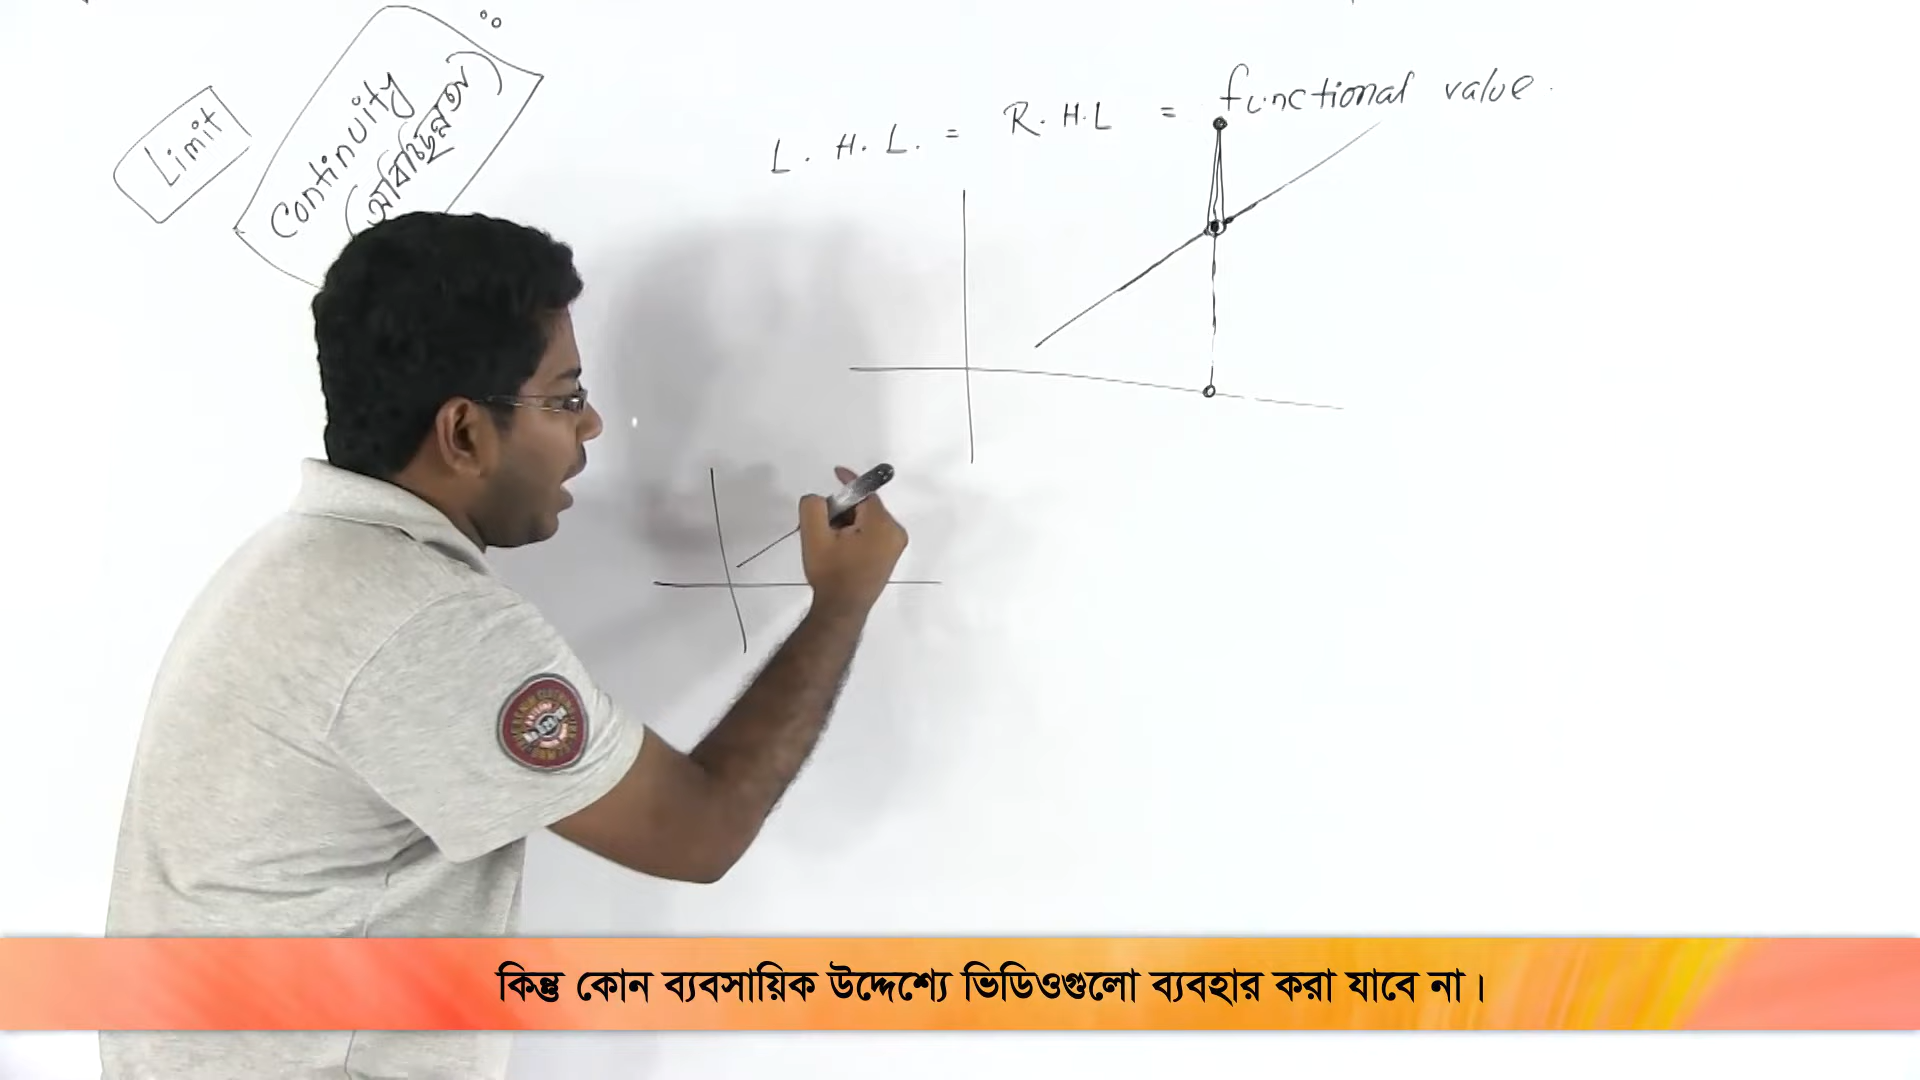 Limit
Continuity
(অবিচ্ছিন্নতা)
L. H. L. = R. H. L = functional value.
কিন্তু কোন ব্যবসায়িক উদ্দেশ্যে ভিডিওগুলো ব্যবহার করা যাবে না।